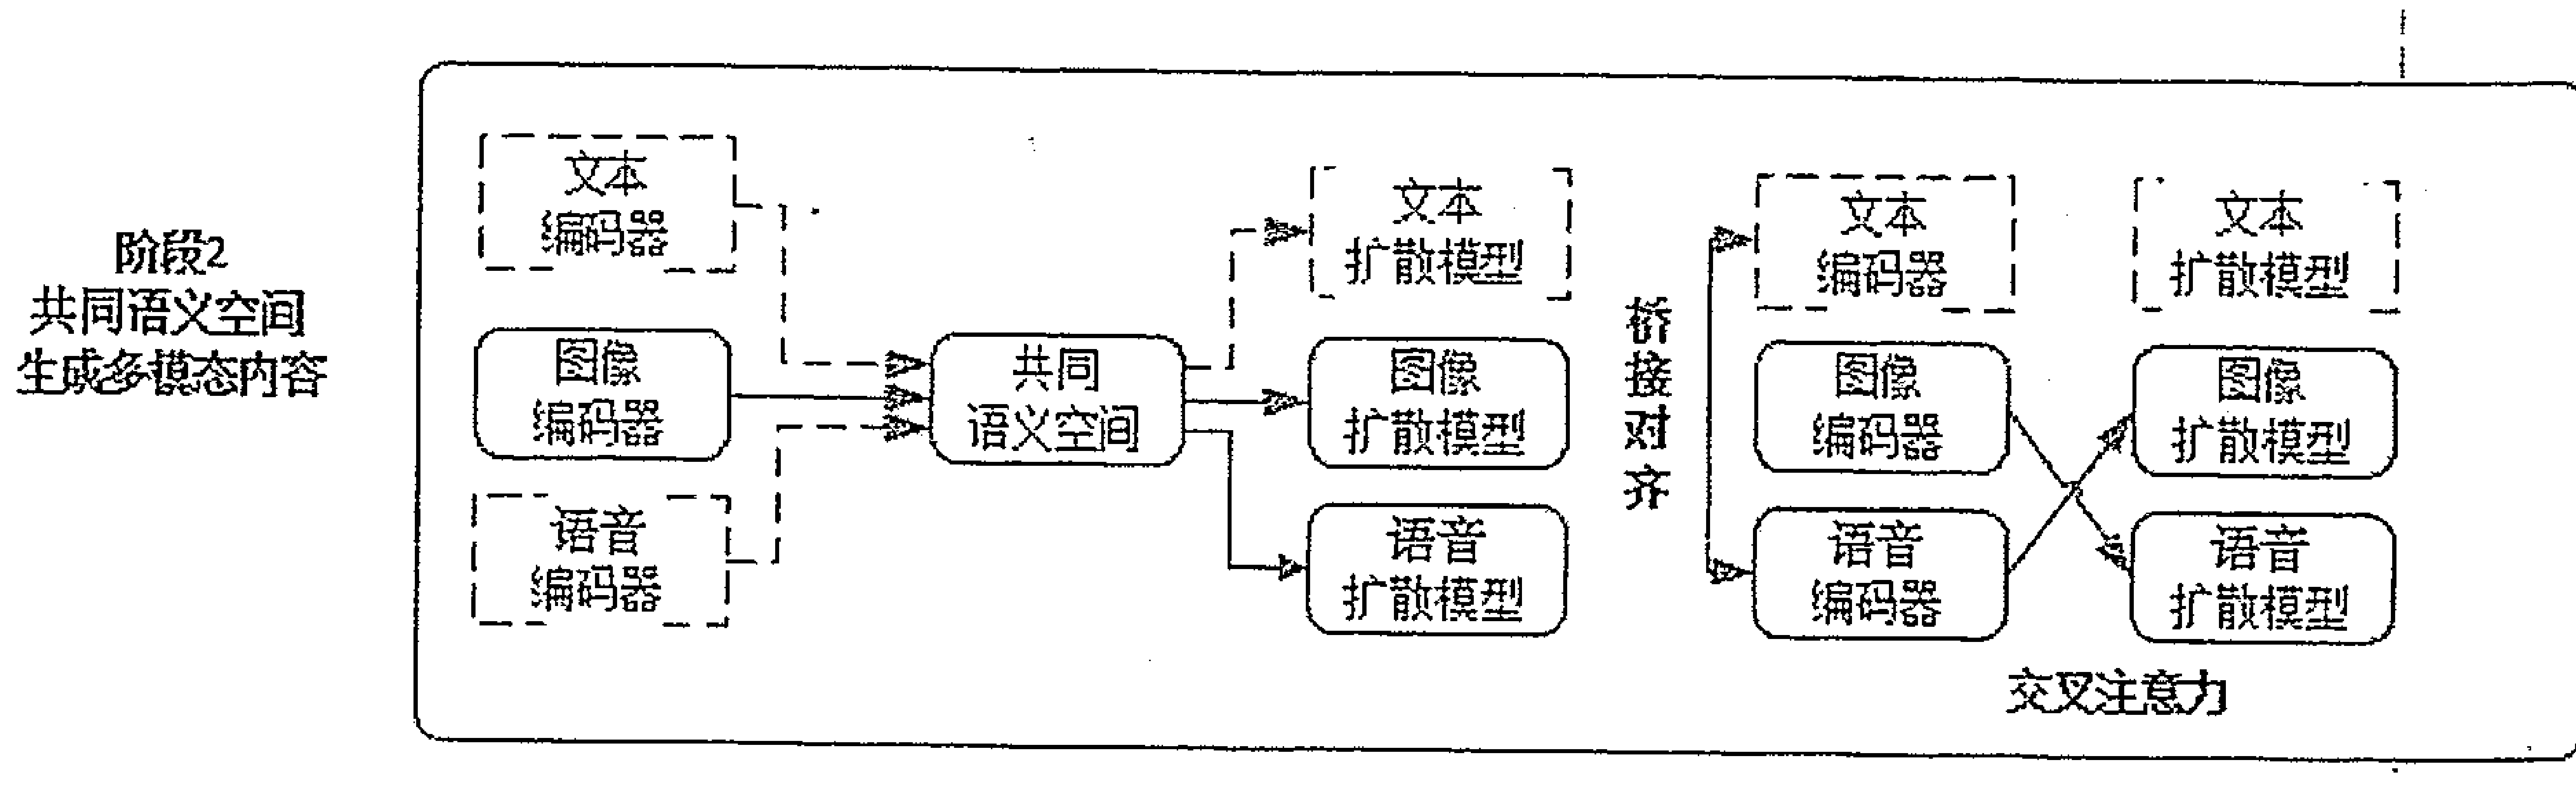 阶段2
共同语义空间
生成多模态内容
文本
编码器
图像
编码器
语音
编码器
共同
语义空间
文本
扩散模型
图像
扩散模型
语音
扩散模型
桥接对齐
文本
编码器
图像
编码器
语音
编码器
文本
扩散模型
图像
扩散模型
语音
扩散模型
交叉注意力